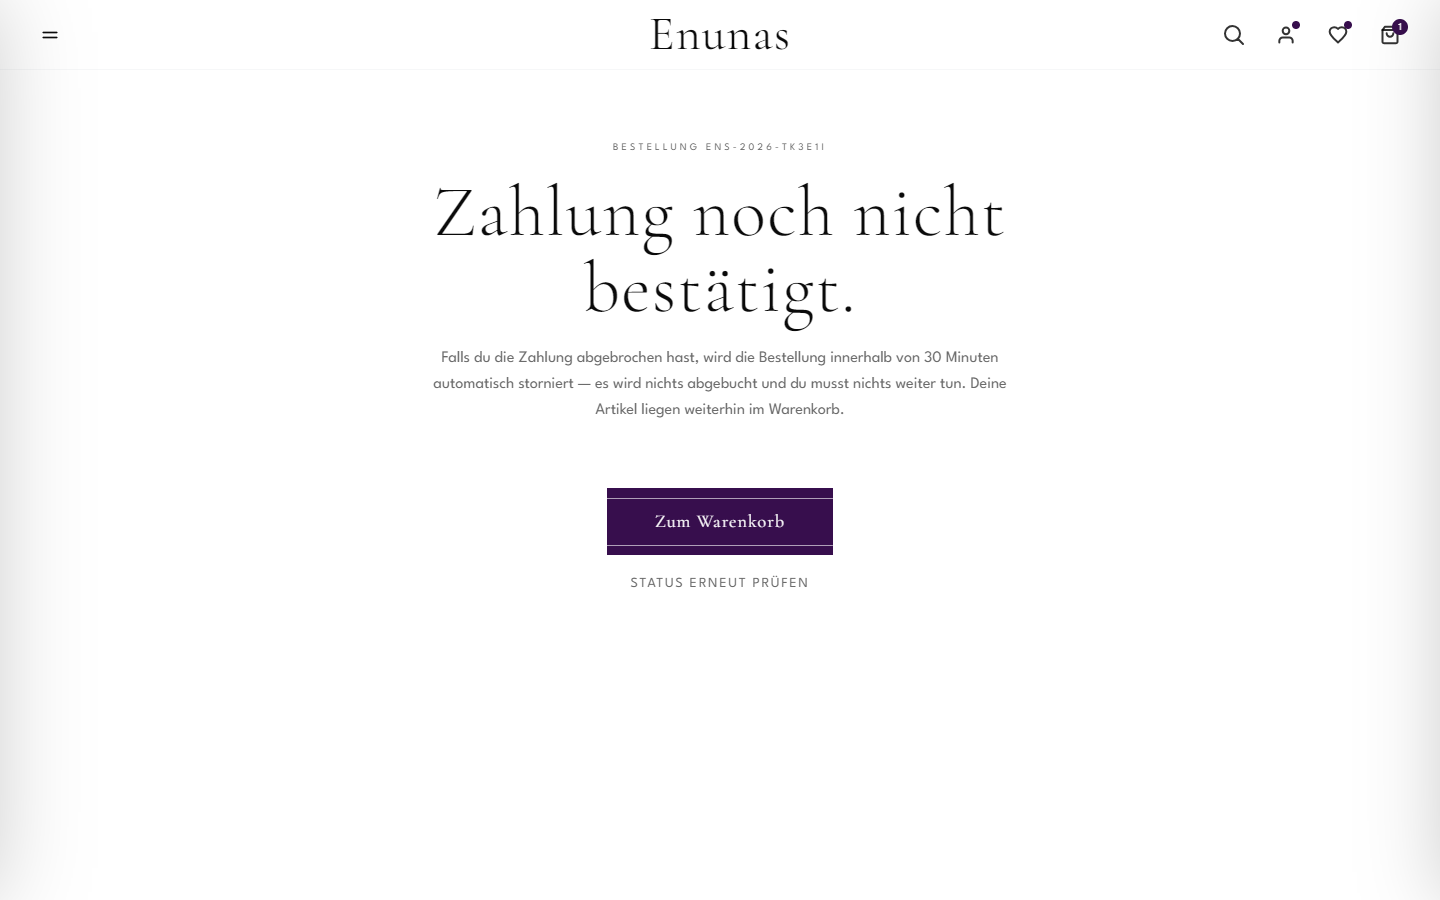 Enunas
1
BESTELLUNG ENS-2026-TK3E1I
Zahlung noch nicht
bestätigt.
Falls du die Zahlung abgebrochen hast, wird die Bestellung innerhalb von 30 Minuten
automatisch storniert — es wird nichts abgebucht und du musst nichts weiter tun. Deine
Artikel liegen weiterhin im Warenkorb.
Zum Warenkorb
STATUS ERNEUT PRÜFEN